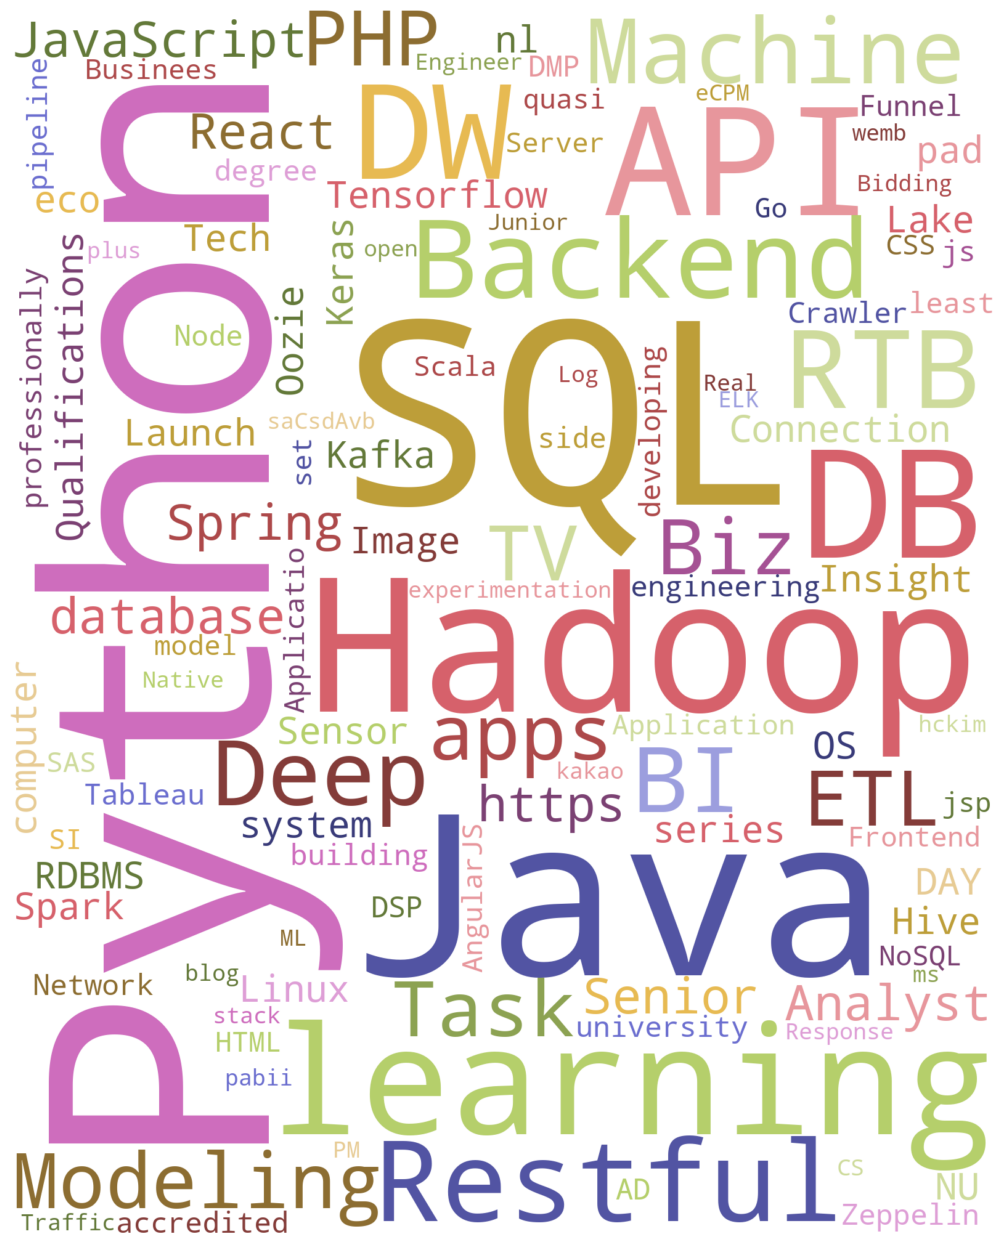 JavaScript
PHP
nl
Machine
Engineer
DMP
Businees
pipeline
eCPM
quasi
DW
API
Funnel
wemb
React
Server
pad
degree
Tensorflow
Bidding
eco
Go
Lake
Junior
Tech
Keras
open
Backend
CSS
js
plus
Qualifications
professionally
Oozie
Crawler
least
Node
SQL
RTB
Scala
Log
Real
ELK
developing
saCsdAvb
Launch
set
Kafka
side
Connection
DB
Spring
Image
TV
Biz
Insight
Applicatio
experimentation
engineering
database
Hadoop
model
Native
computer
Sensor
apps
Application
hckim
OS
SAS
Deep
kakao
BI
ETL
Tableau
https
jsp
system
series
Frontend
SI
building
Java
AngularJS
RDBMS
DAY
Spark
DSP
Hive
ML
NoSQL
Python
blog
ms
Network
Linux
Task
Senior
Analyst
stack
university
Response
HTML
learning
pabii
PM
Modeling
Restful
CS
AD
NU
Traffic
accredited
Zeppelin